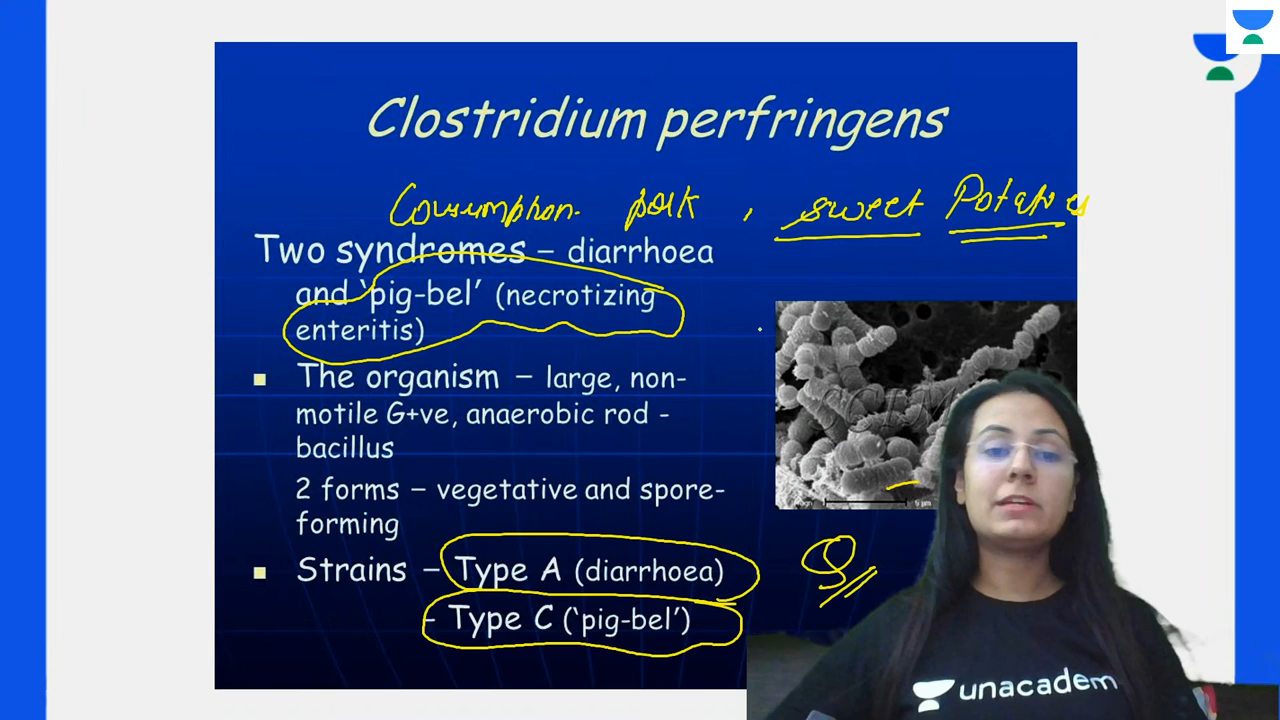 Clostridium perfringens
Consumption pork , sweet Potatoes
Two syndromes – diarrhoea
and ‘pig-bel’ (necrotizing
enteritis)
The organism – large, non-
motile G+ve, anaerobic rod -
bacillus
2 forms – vegetative and spore-
forming
Strains – Type A (diarrhoea)
- Type C (‘pig-bel’)
unacadem